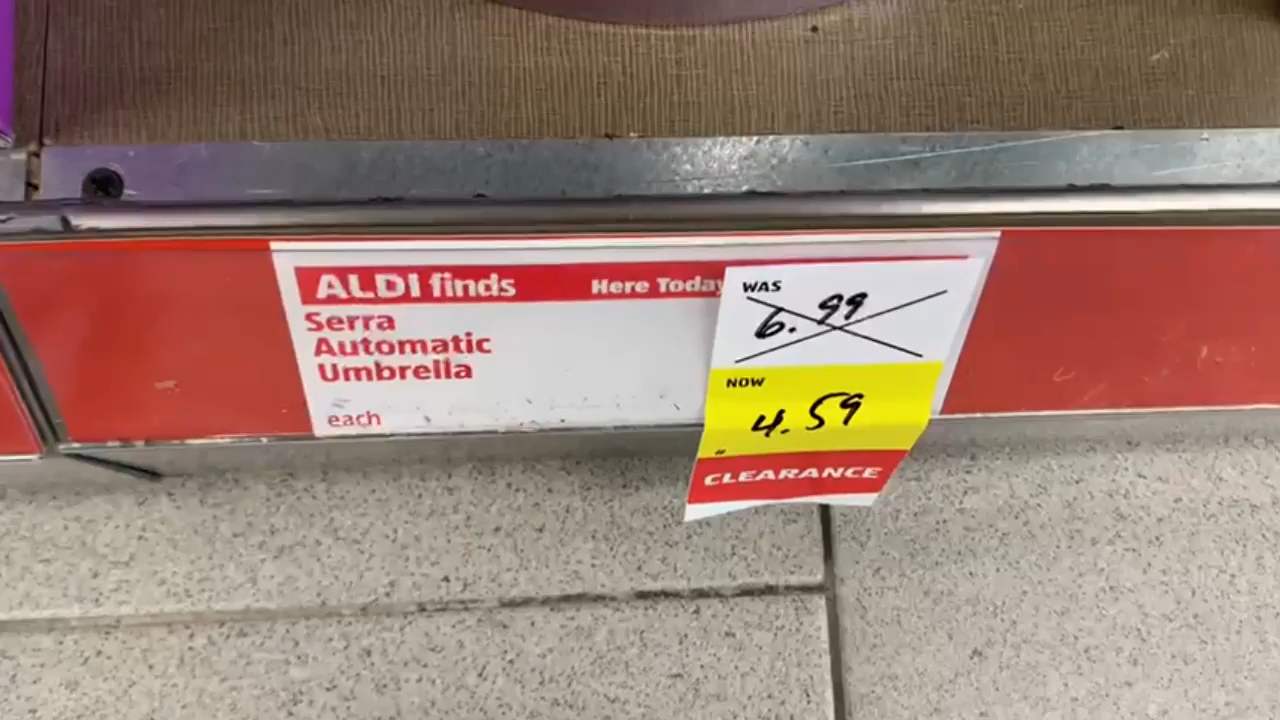 ALDI finds Here Today
Serra
Automatic
Umbrella
each
WAS
6.99
NOW
4.59
CLEARANCE